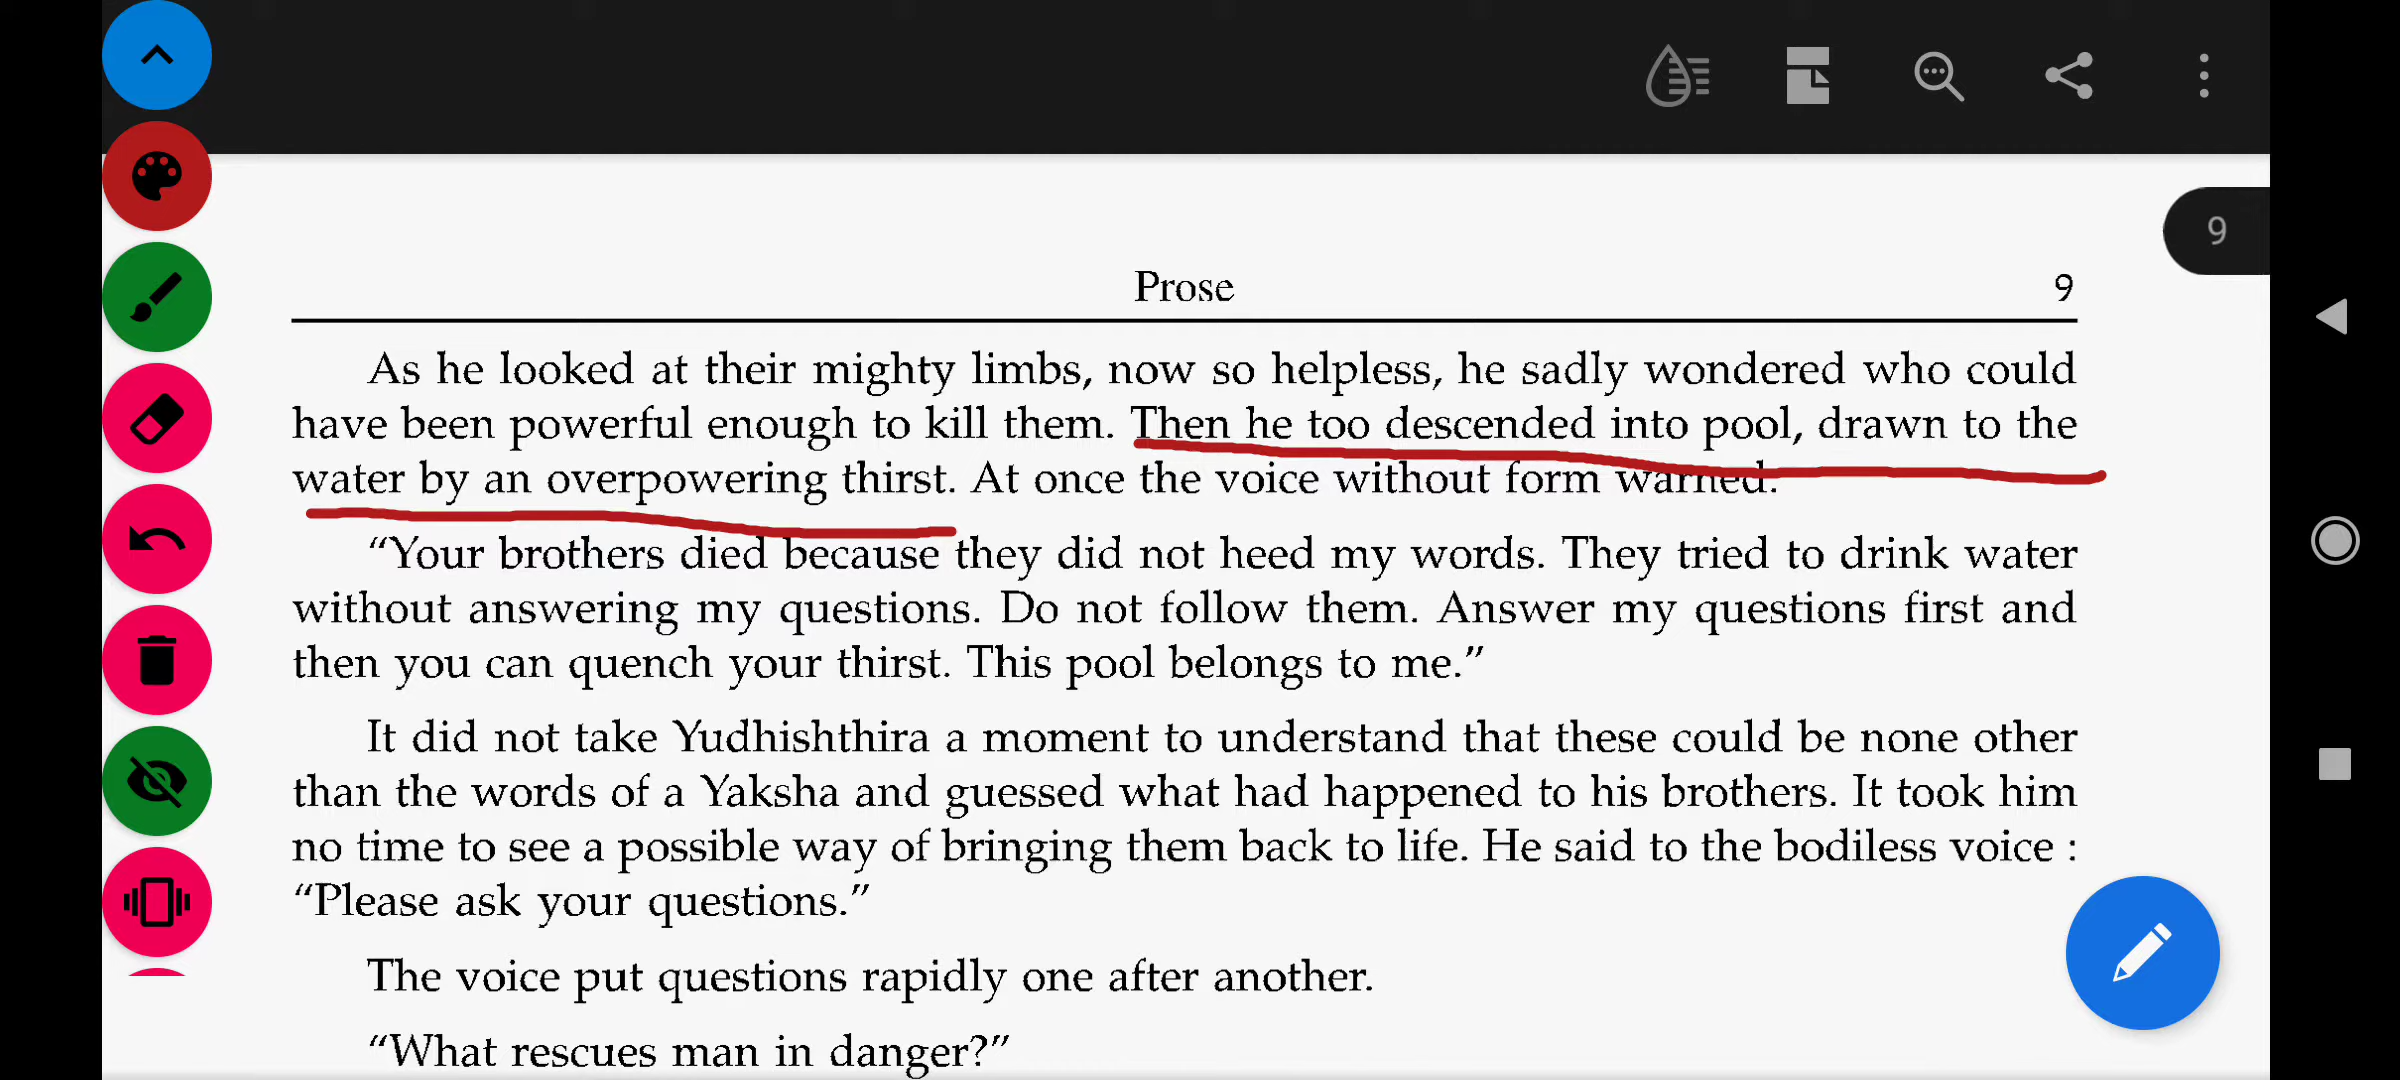 9
Prose 9
As he looked at their mighty limbs, now so helpless, he sadly wondered who could
have been powerful enough to kill them. Then he too descended into pool, drawn to the
water by an overpowering thirst. At once the voice without form warned:
“Your brothers died because they did not heed my words. They tried to drink water
without answering my questions. Do not follow them. Answer my questions first and
then you can quench your thirst. This pool belongs to me.”
It did not take Yudhishthira a moment to understand that these could be none other
than the words of a Yaksha and guessed what had happened to his brothers. It took him
no time to see a possible way of bringing them back to life. He said to the bodiless voice :
“Please ask your questions.”
The voice put questions rapidly one after another.
“What rescues man in danger?”